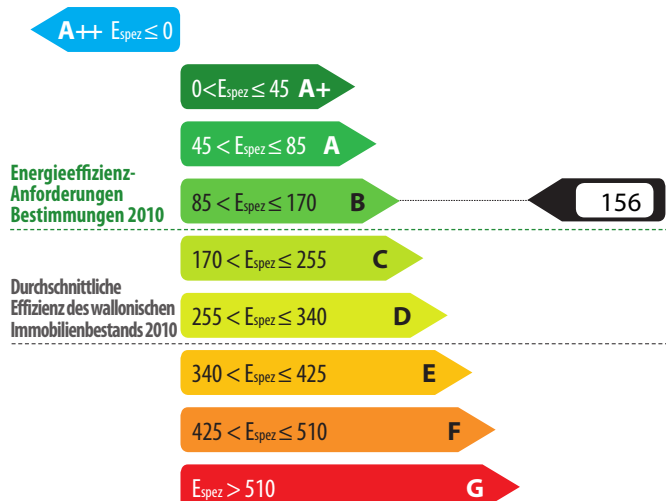 A++ Espez ≤ 0
0<Espez ≤ 45 A+
45 < Espez ≤ 85 A
Energieeffizienz-
Anforderungen
Bestimmungen 2010
85 < Espez ≤ 170 B
156
170 < Espez ≤ 255 C
Durchschnittliche
Effizienz des wallonischen
Immobilienbestands 2010
255 < Espez ≤ 340 D
340 < Espez ≤ 425 E
425 < Espez ≤ 510 F
Espez > 510 G